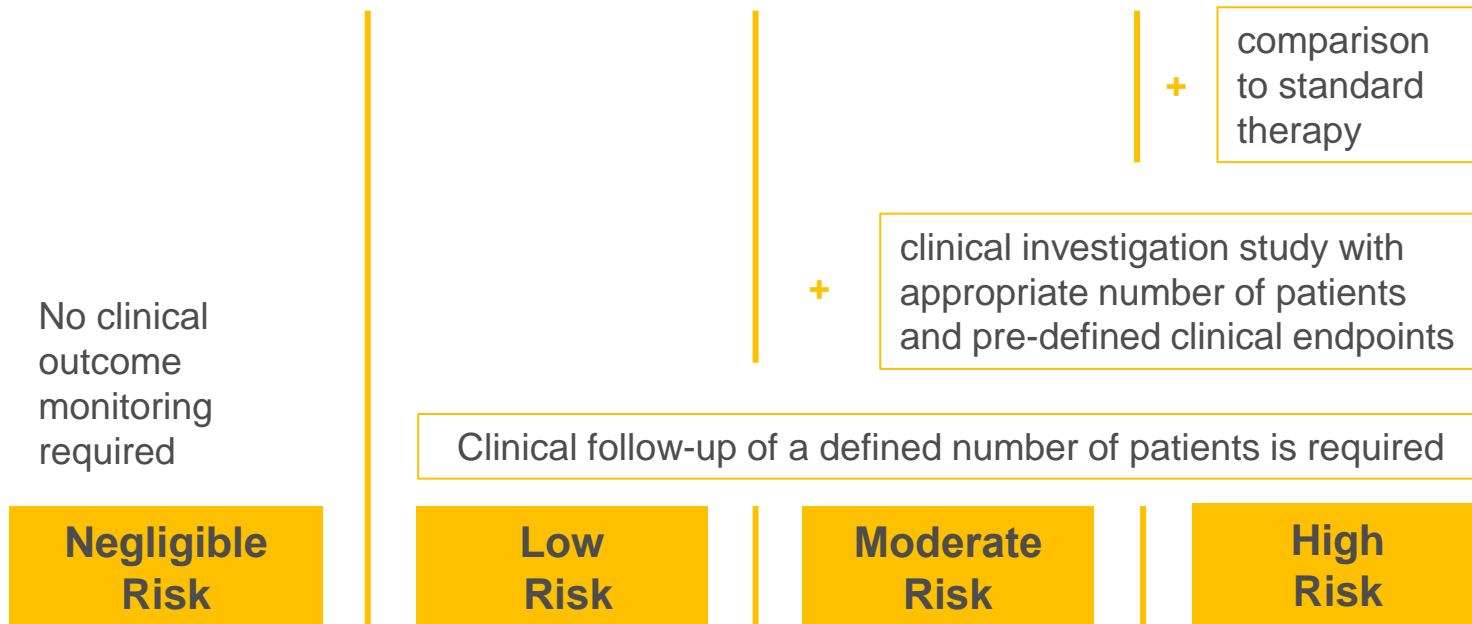 +
comparison
to standard
therapy
+
clinical investigation study with
appropriate number of patients
and pre-defined clinical endpoints
No clinical
outcome
monitoring
required
Clinical follow-up of a defined number of patients is required
Negligible
Risk
Low
Risk
Moderate
Risk
High
Risk